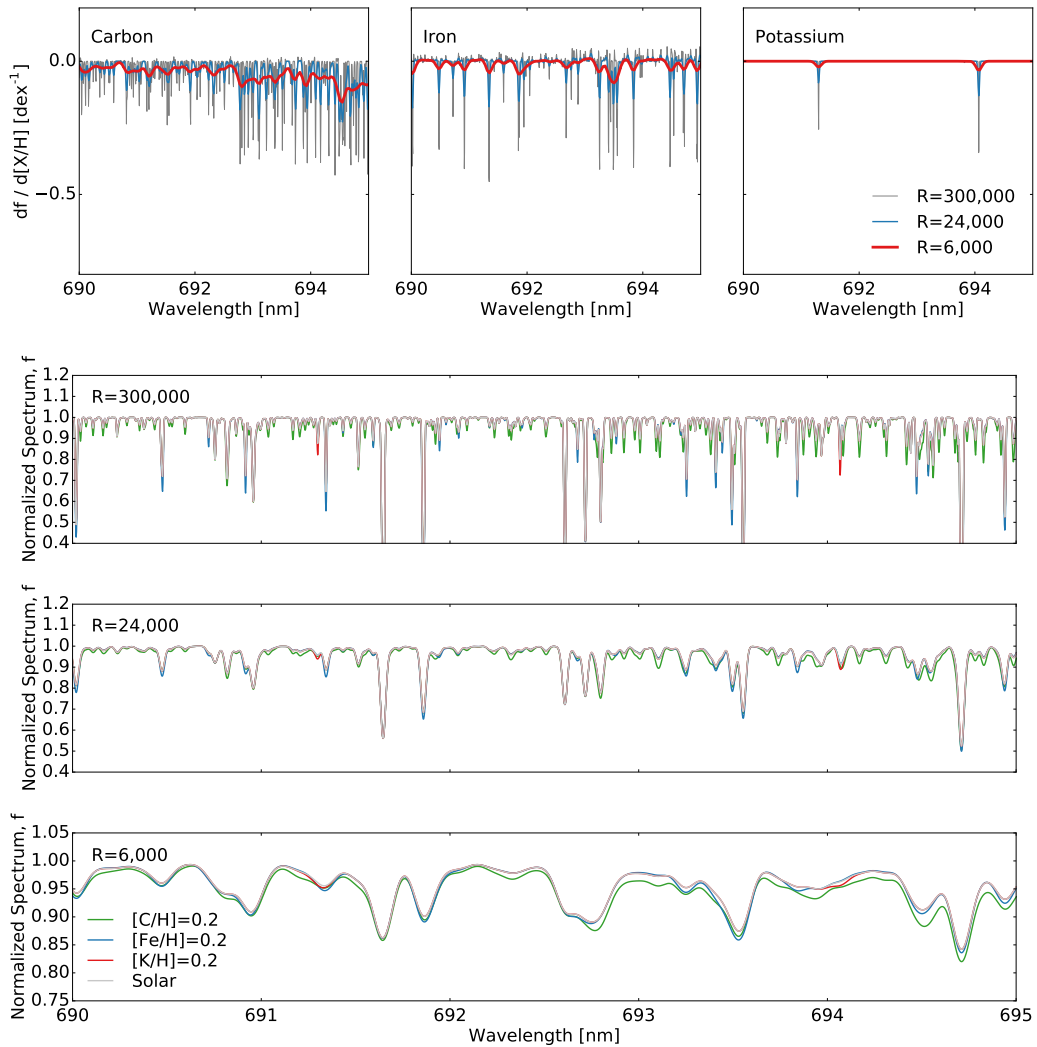 Carbon
Iron
Potassium
df / d[X/H] [dex⁻¹]
0.0
−0.5
R=300,000
R=24,000
R=6,000
690 692 694
690 692 694
690 692 694
Wavelength [nm]
Wavelength [nm]
Wavelength [nm]
Normalized Spectrum, f
1.2
1.1
1.0
0.9
0.8
0.7
0.6
0.5
0.4
R=300,000
Normalized Spectrum, f
1.2
1.1
1.0
0.9
0.8
0.7
0.6
0.5
0.4
R=24,000
Normalized Spectrum, f
1.05
1.00
0.95
0.90
0.85
0.80
0.75
R=6,000
[C/H]=0.2
[Fe/H]=0.2
[K/H]=0.2
Solar
690 691 692 693 694 695
Wavelength [nm]